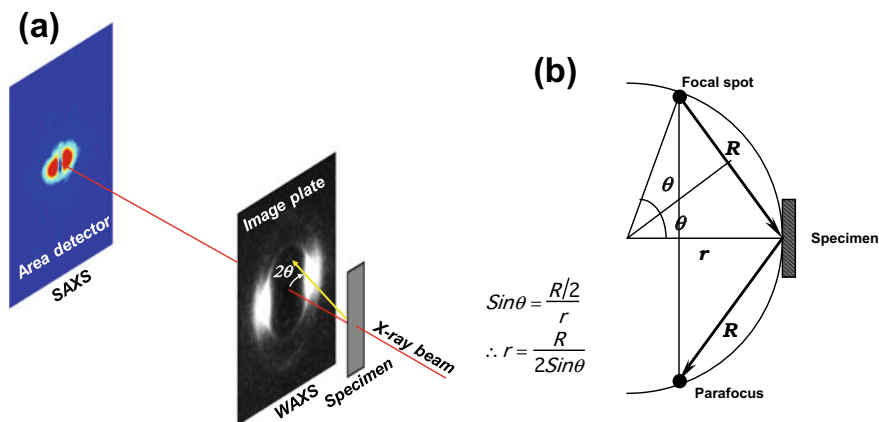 (a)
Area detector
SAXS
Image plate
2θ
WAXS
Specimen
X-ray beam
(b)
Focal spot
R
θ
θ
r
Specimen
R
Parafocus
Sinθ = R/2 / r
∴ r = R / 2Sinθ